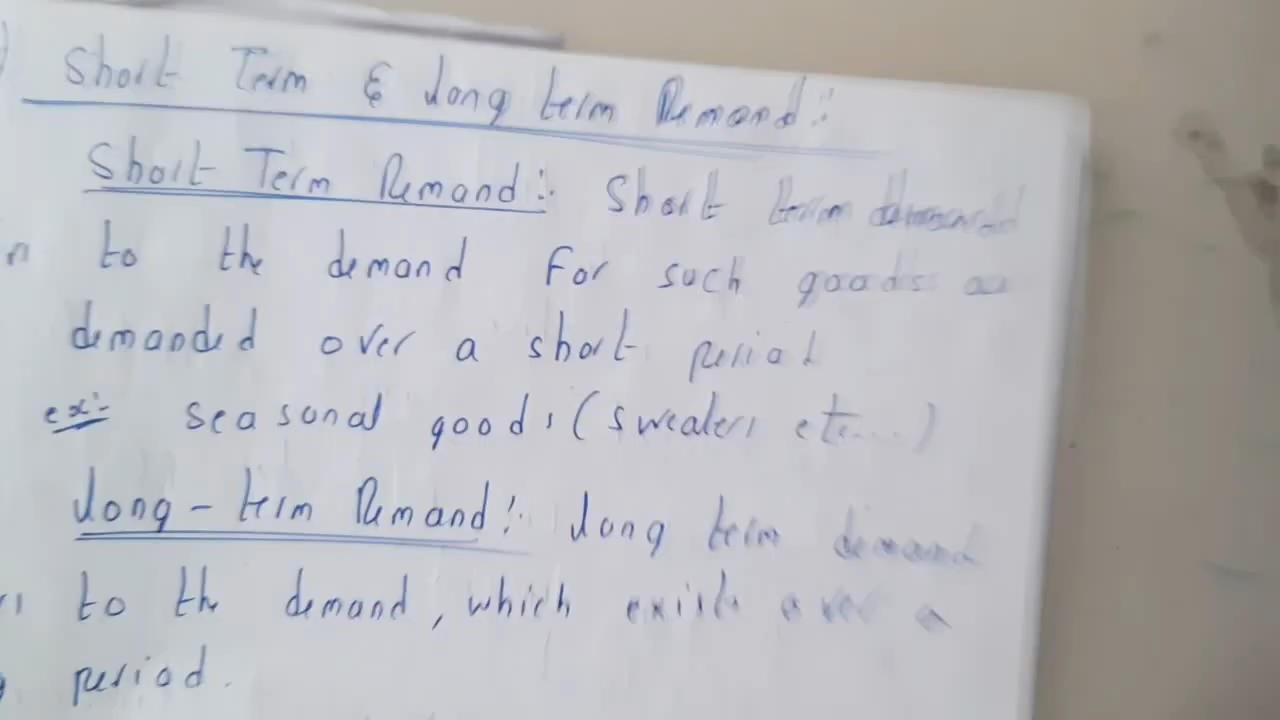 Short Term & Long term Demand:
Short Term Demand:- Short term demand
to the demand For such goods as
demanded over a short period
ex:- seasonal goods (sweaters etc....)
Long-term Demand:- Long term demand
to the demand, which exists over a
period.